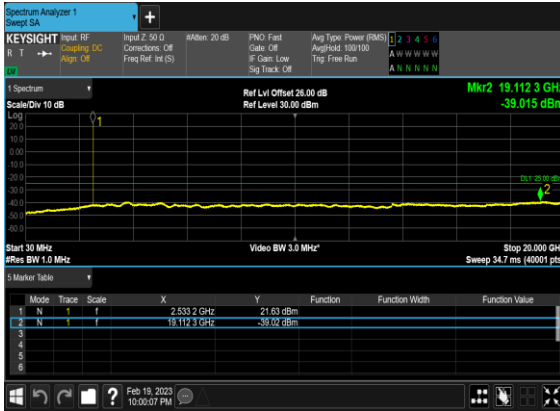 Spectrum Analyzer 1
Swept SA
+
KEYSIGHT Input: RF Input Z: 50 Ω #Atten: 20 dB PNO: Fast Avg Type: Power (RMS) 1 2 3 4 5 6
R T Coupling: DC Corrections: Off Gate: Off Avg|Hold: 100/100 A W W W W W
Align: Off Freq Ref: Int (S) IF Gain: Low Trig: Free Run
Sig Track: Off A N N N N N
1 Spectrum Ref Lvl Offset 26.00 dB Mkr2 19.112 3 GHz
Scale/Div 10 dB Ref Level 30.00 dBm -39.015 dBm
Log
20.0
10.0
0.00
-10.0
-20.0
-30.0
-40.0
-50.0
-60.0
1
DL1 -25.00 dBm
2
Start 30 MHz Video BW 3.0 MHz* Stop 20.000 GHz
#Res BW 1.0 MHz Sweep 34.7 ms (40001 pts)
5 Marker Table
Mode Trace Scale X Y Function Function Width Function Value
1 N 1 f 2.533 2 GHz 21.63 dBm
2 N 1 f 19.112 3 GHz -39.02 dBm
3
4
5
6
? Feb 19, 2023
10:00:07 PM